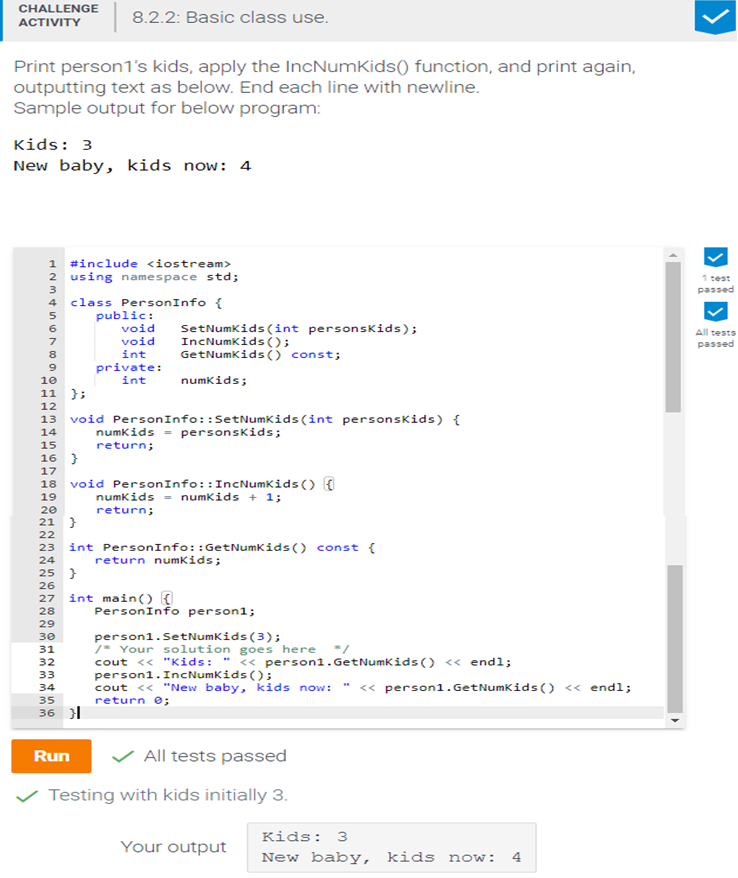 CHALLENGE
ACTIVITY
8.2.2: Basic class use.
Print person1's kids, apply the IncNumKids() function, and print again,
outputting text as below. End each line with newline.
Sample output for below program:
Kids: 3
New baby, kids now: 4
1 #include <iostream>
2 using namespace std;
3
4 class PersonInfo {
5 public:
6 void SetNumKids(int personsKids);
7 void IncNumKids();
8 int GetNumKids() const;
9 private:
10 int numKids;
11 };
12
13 void PersonInfo::SetNumKids(int personsKids) {
14 numKids = personsKids;
15 return;
16 }
17
18 void PersonInfo::IncNumKids() {
19 numKids = numKids + 1;
20 return;
21 }
22
23 int PersonInfo::GetNumKids() const {
24 return numKids;
25 }
26
27 int main() {
28 PersonInfo person1;
29
30 person1.SetNumKids(3);
31 /* Your solution goes here */
32 cout << "Kids: " << person1.GetNumKids() << endl;
33 person1.IncNumKids();
34 cout << "New baby, kids now: " << person1.GetNumKids() << endl;
35 return 0;
36 }
1 test
passed
All tests
passed
Run
All tests passed
Testing with kids initially 3.
Your output
Kids: 3
New baby, kids now: 4